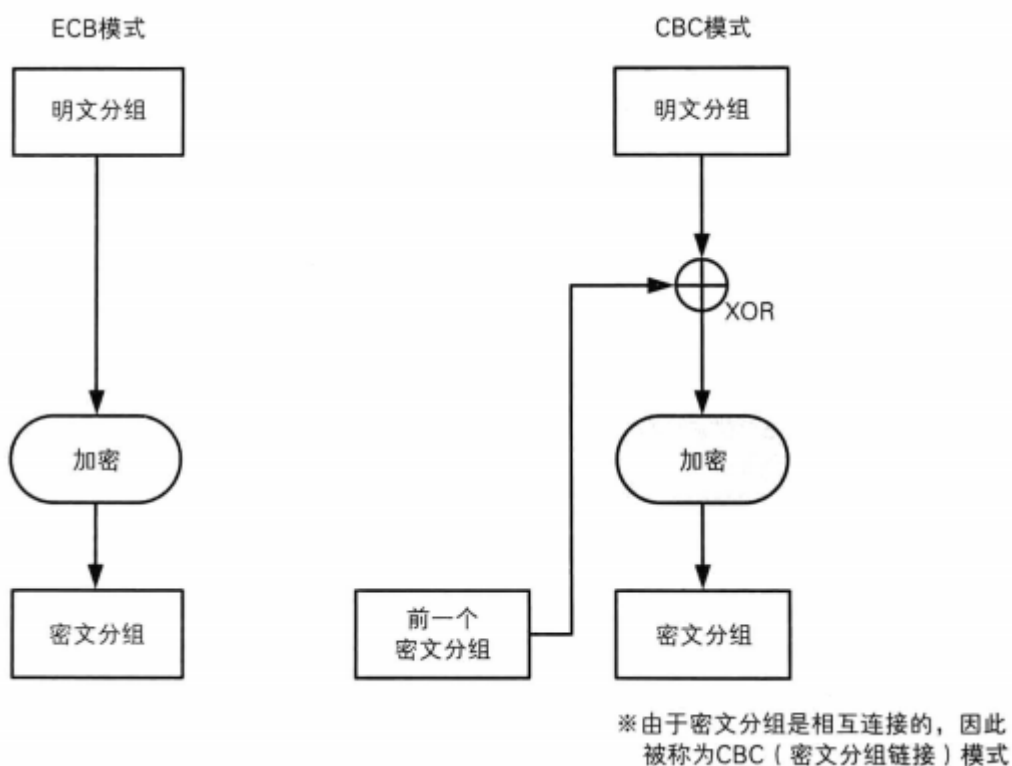 ECB模式
CBC模式
明文分组
明文分组
XOR
加密
加密
密文分组
前一个
密文分组
密文分组
※由于密文分组是相互连接的，因此
被称为CBC（密文分组链接）模式